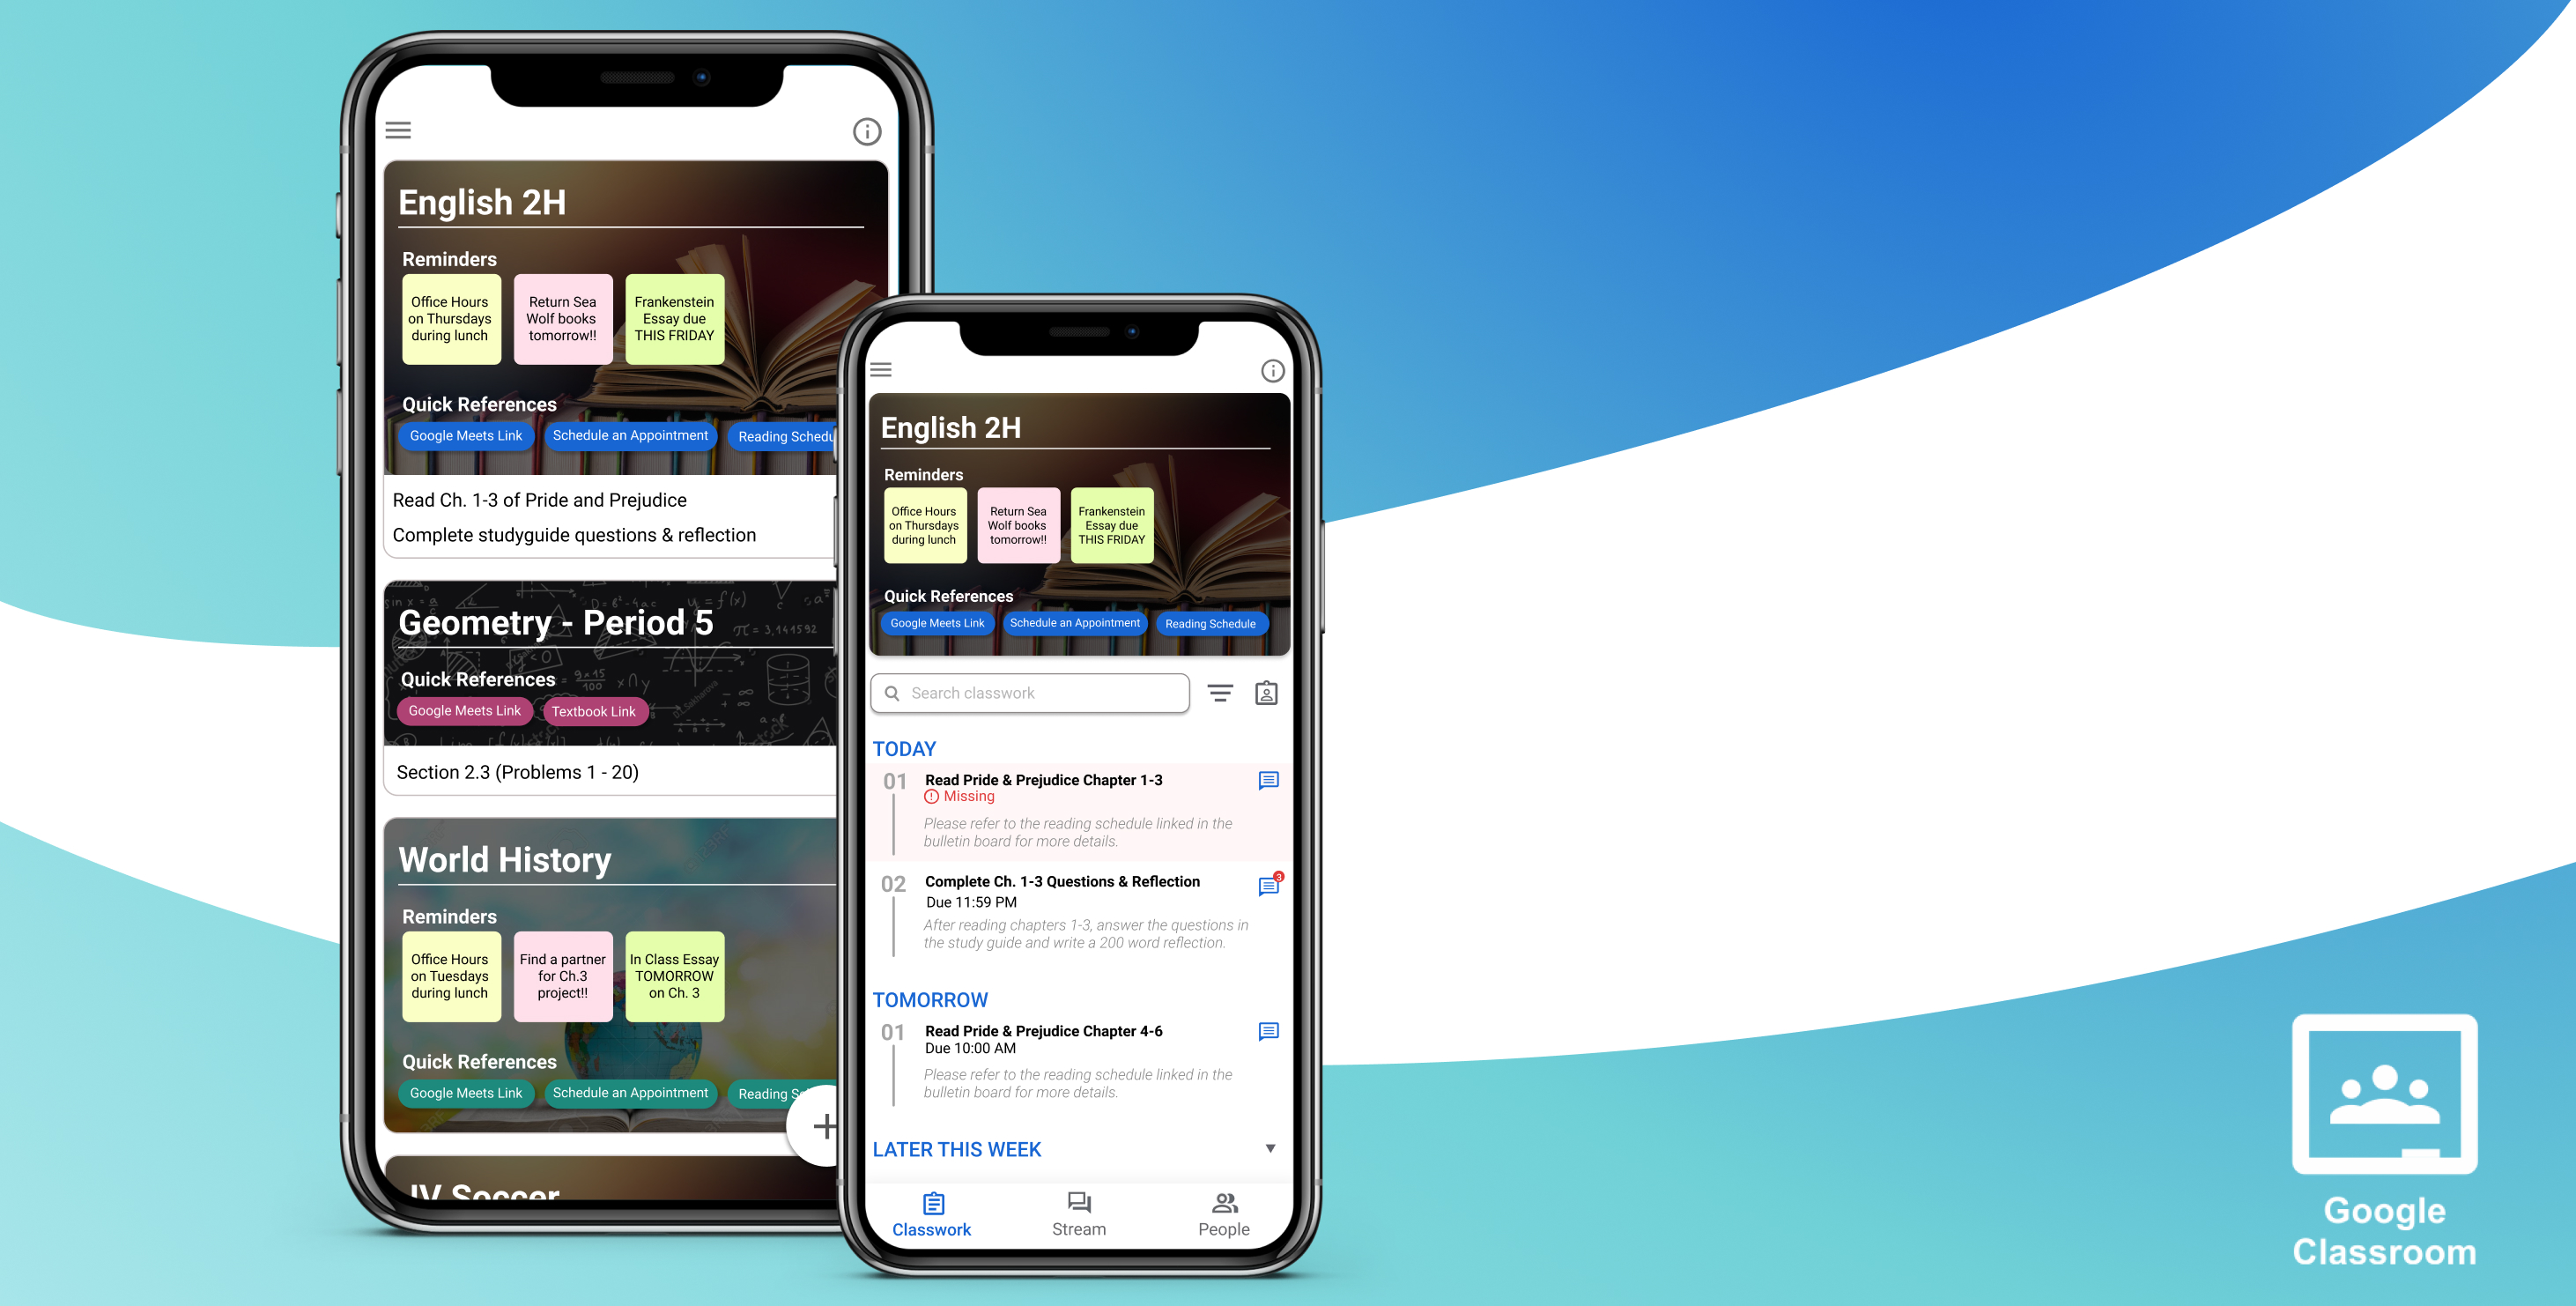 English 2H
Reminders
Office Hours
on Thursdays
during lunch
Return Sea
Wolf books
tomorrow!!
Frankenstein
Essay due
THIS FRIDAY
Quick References
Google Meets Link
Schedule an Appointment
Reading
Read Ch. 1-3 of Pride and Prejudice
Complete studyguide questions & reflection
Geometry - Period 5
π = 3,141592
Quick References
Google Meets Link
Textbook Link
Section 2.3 (Problems 1 - 20)
World History
Reminders
Office Hours
on Tuesdays
during lunch
Find a partner
for Ch.3
project!!
In Class Essay
TOMORROW
on Ch. 3
Quick References
Google Meets Link
Schedule an Appointment
Reading
JV Soccer
English 2H
Reminders
Office Hours
on Thursdays
during lunch
Return Sea
Wolf books
tomorrow!!
Frankenstein
Essay due
THIS FRIDAY
Quick References
Google Meets Link
Schedule an Appointment
Reading Schedule
Search classwork
TODAY
01
Read Pride & Prejudice Chapter 1-3
Missing
Please refer to the reading schedule linked in the
bulletin board for more details.
02
Complete Ch. 1-3 Questions & Reflection
3
Due 11:59 PM
After reading chapters 1-3, answer the questions in
the study guide and write a 200 word reflection.
TOMORROW
01
Read Pride & Prejudice Chapter 4-6
Due 10:00 AM
Please refer to the reading schedule linked in the
bulletin board for more details.
LATER THIS WEEK
Classwork
Stream
People
Google
Classroom